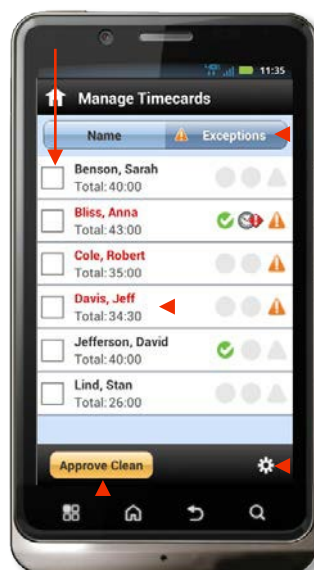 11:35
Manage Timecards
Name
Exceptions
Benson, Sarah
Total: 40:00
Bliss, Anna
Total: 43:00
Cole, Robert
Total: 35:00
Davis, Jeff
Total: 34:30
Jefferson, David
Total: 40:00
Lind, Stan
Total: 26:00
Approve Clean